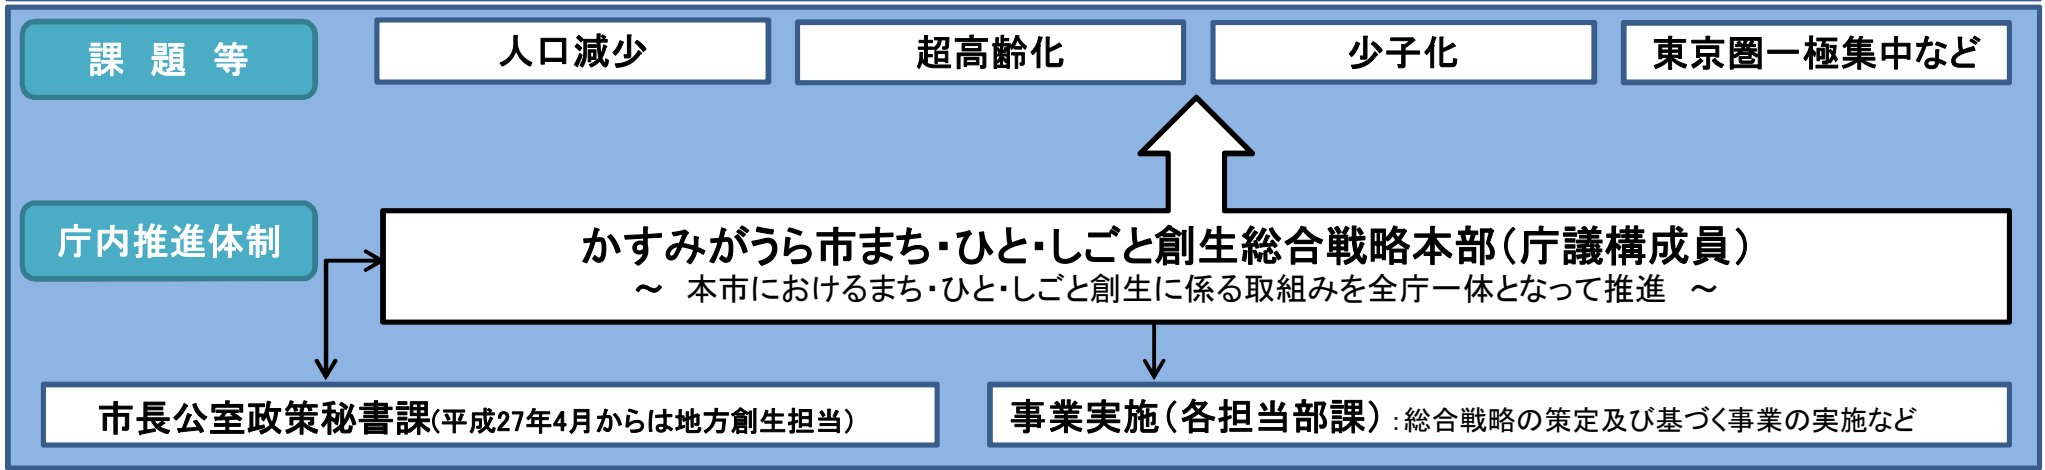 課題等
人口減少
超高齢化
少子化
東京圏一極集中など
庁内推進体制
かすみがうら市まち・ひと・しごと創生総合戦略本部（庁議構成員）
～ 本市におけるまち・ひと・しごと創生に係る取組みを全庁一体となって推進 ～
市長公室政策秘書課(平成27年4月からは地方創生担当）
事業実施（各担当部課）：総合戦略の策定及び基づく事業の実施など